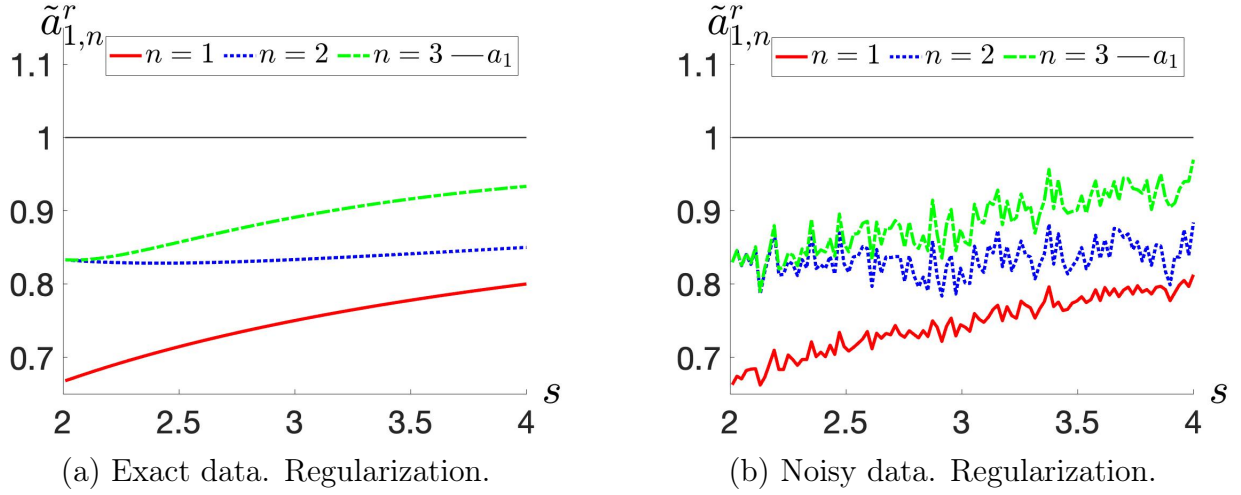 ã^r_{1,n}
n = 1 n = 2 n = 3 a_1
1.1
1
0.9
0.8
0.7
2 2.5 3 3.5 4
s
(a) Exact data. Regularization.
ã^r_{1,n}
n = 1 n = 2 n = 3 a_1
1.1
1
0.9
0.8
0.7
2 2.5 3 3.5 4
s
(b) Noisy data. Regularization.